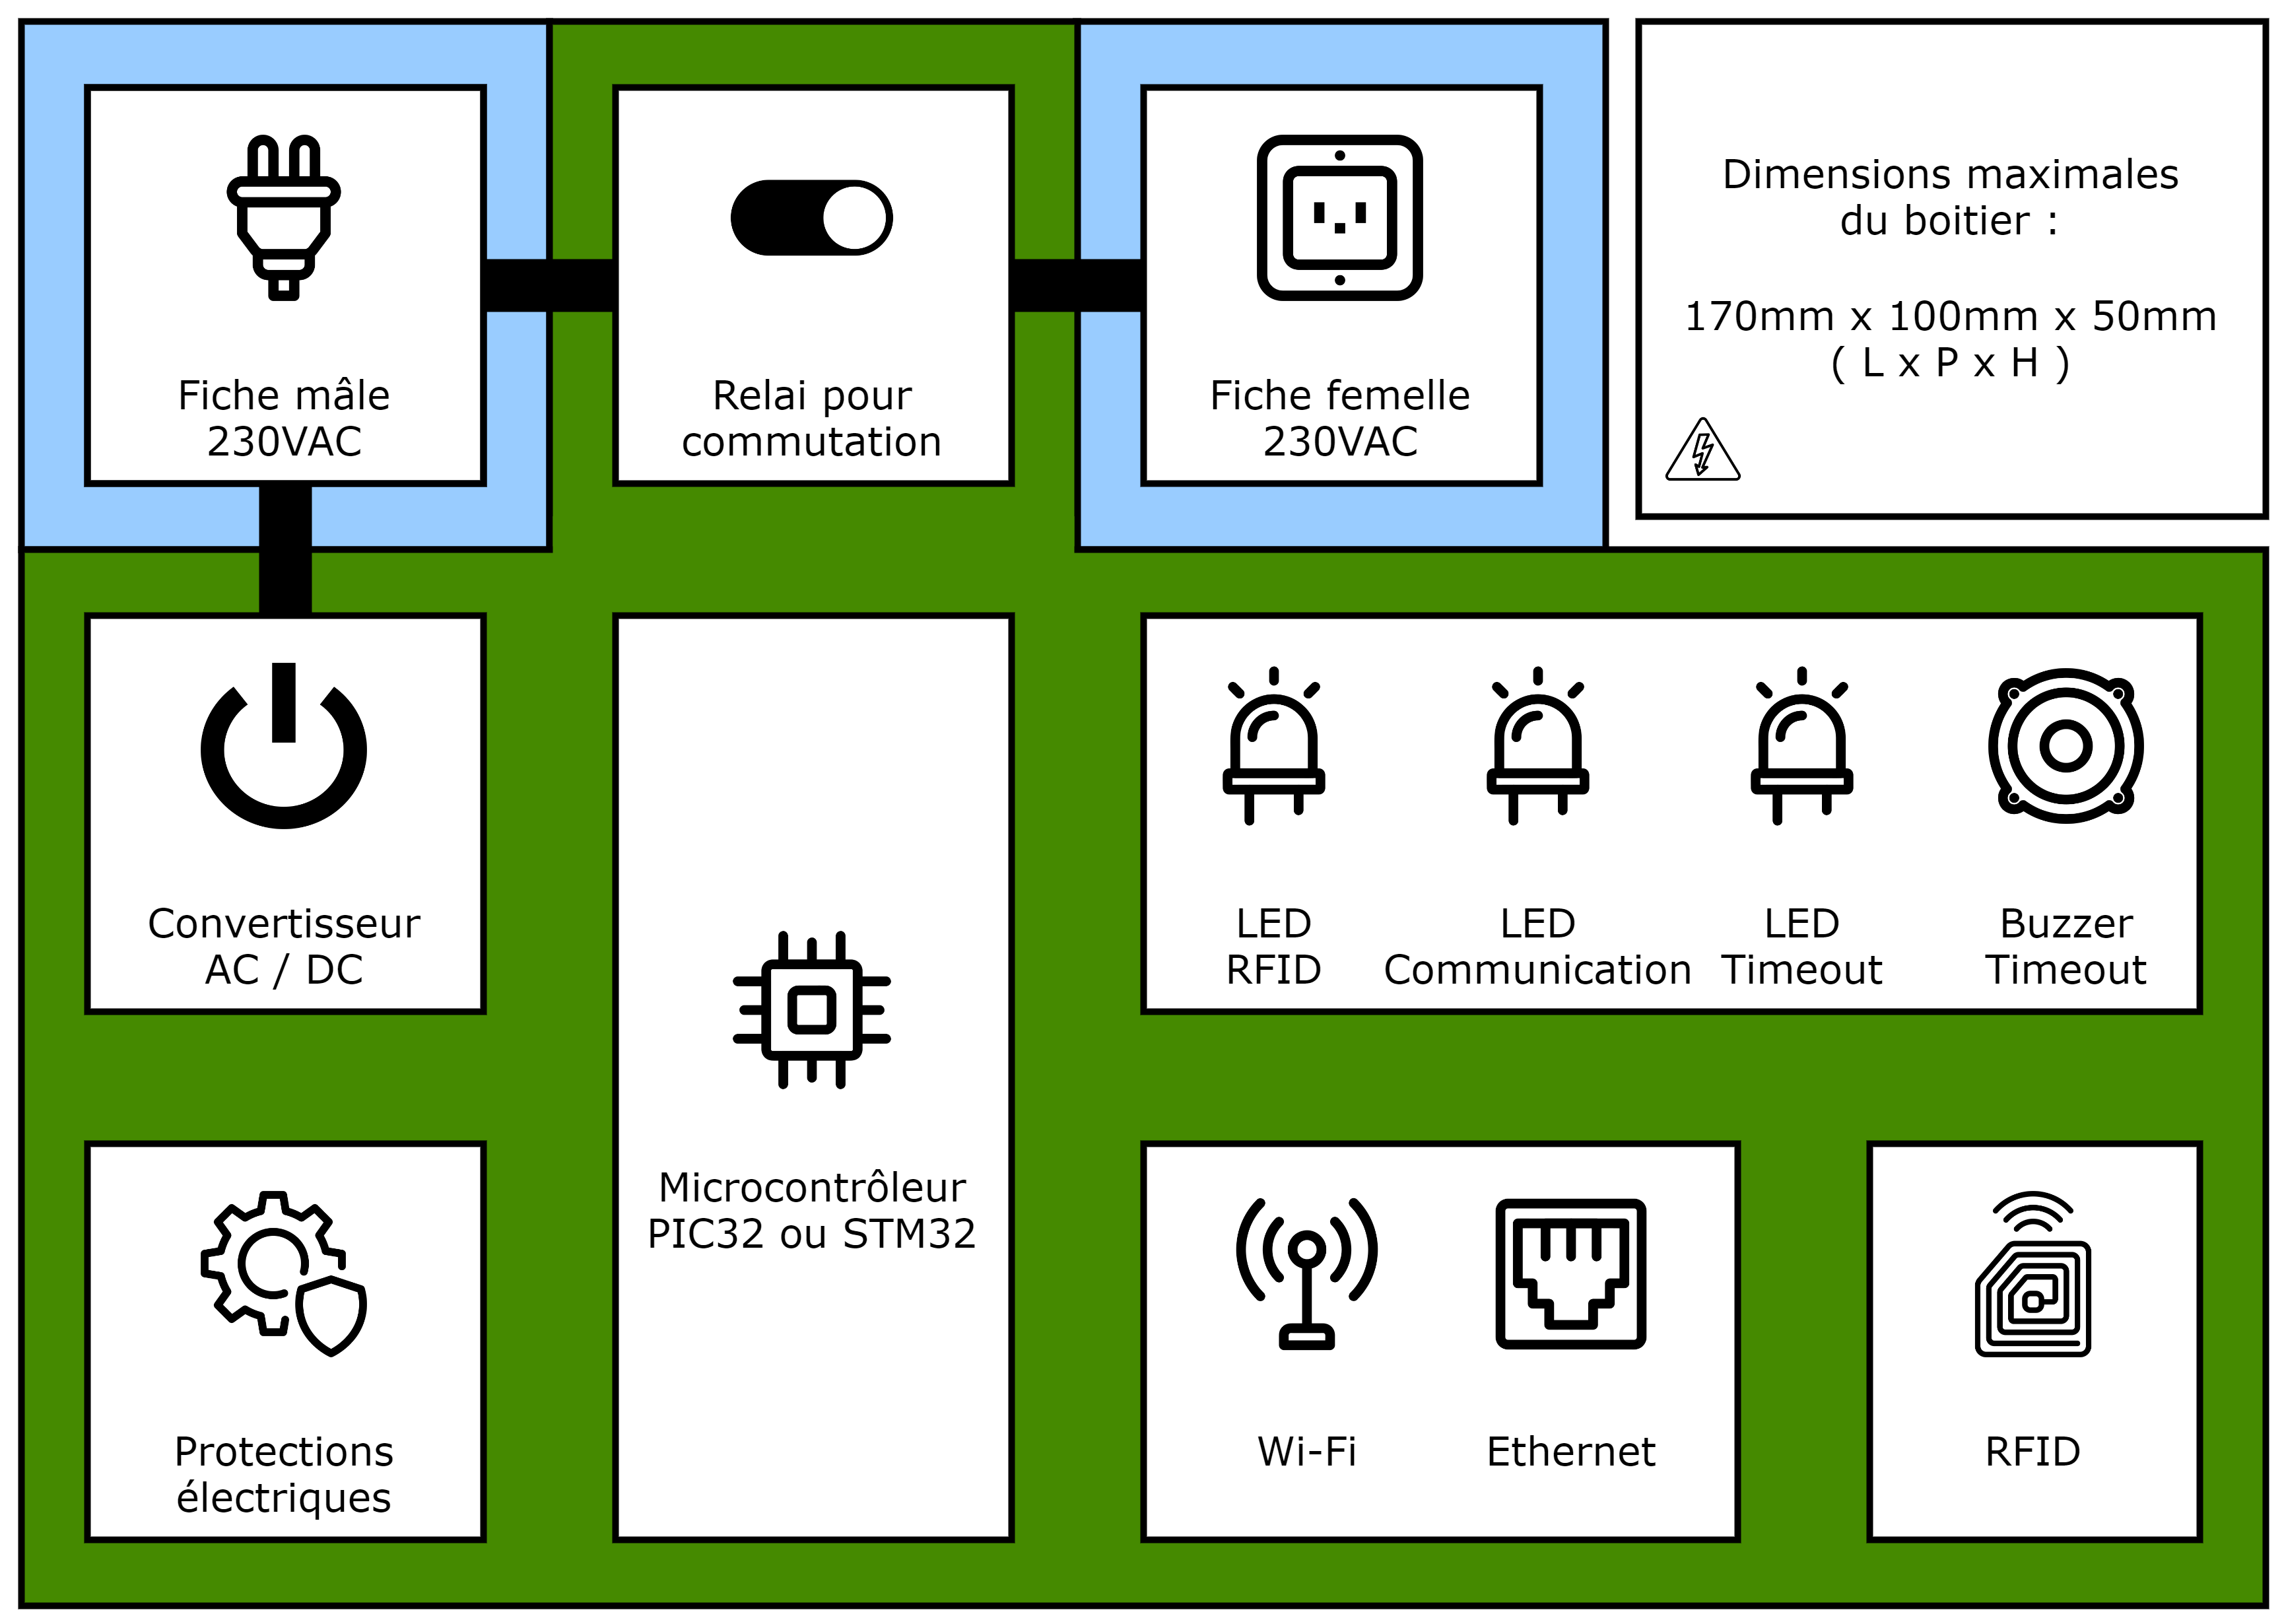 Fiche mâle
230VAC
Relai pour
commutation
Fiche femelle
230VAC
Dimensions maximales
du boitier :
170mm x 100mm x 50mm
( L x P x H )
Convertisseur
AC / DC
Microcontrôleur
PIC32 ou STM32
LED
RFID
LED
Communication
LED
Timeout
Buzzer
Timeout
Protections
électriques
Wi-Fi
Ethernet
RFID